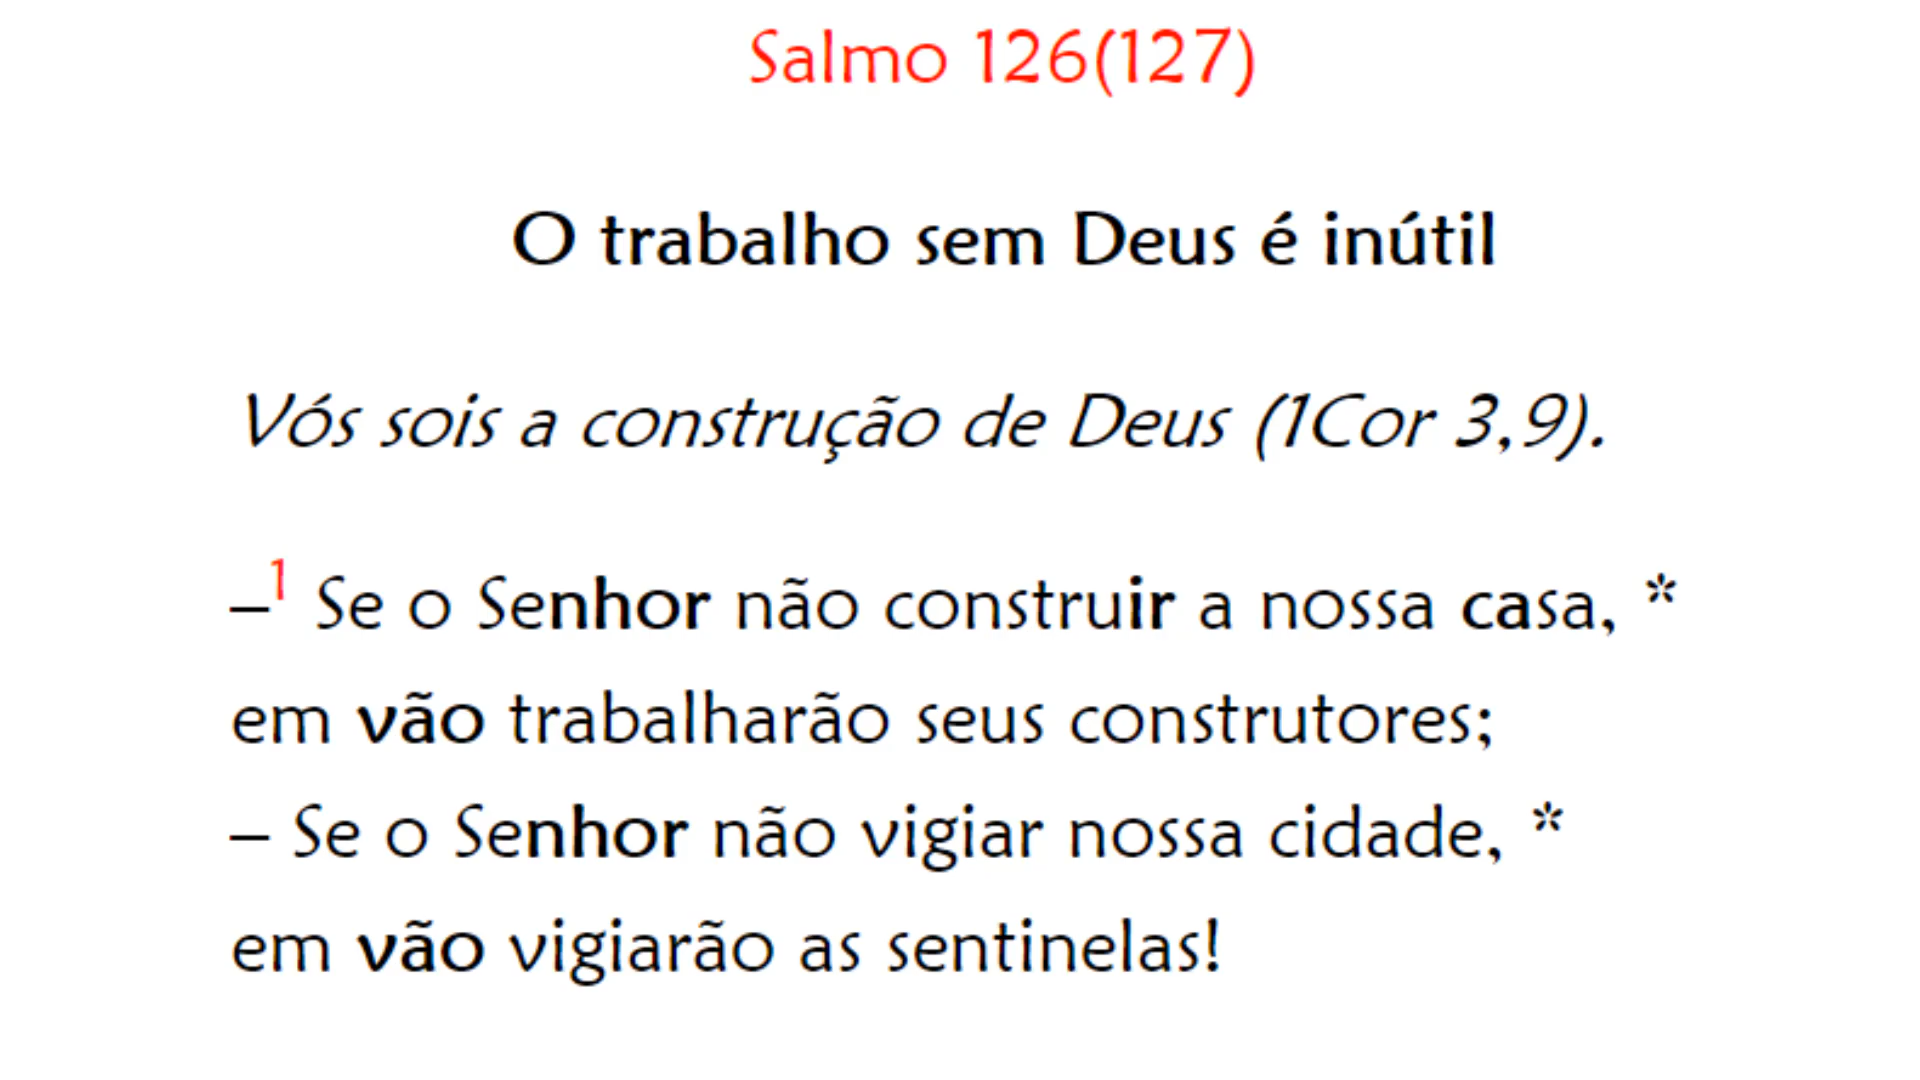 Salmo 126(127)
O trabalho sem Deus é inútil
Vós sois a construção de Deus (1Cor 3,9).
–1 Se o Senhor não construir a nossa casa, *
em vão trabalharão seus construtores;
– Se o Senhor não vigiar nossa cidade, *
em vão vigiarão as sentinelas!